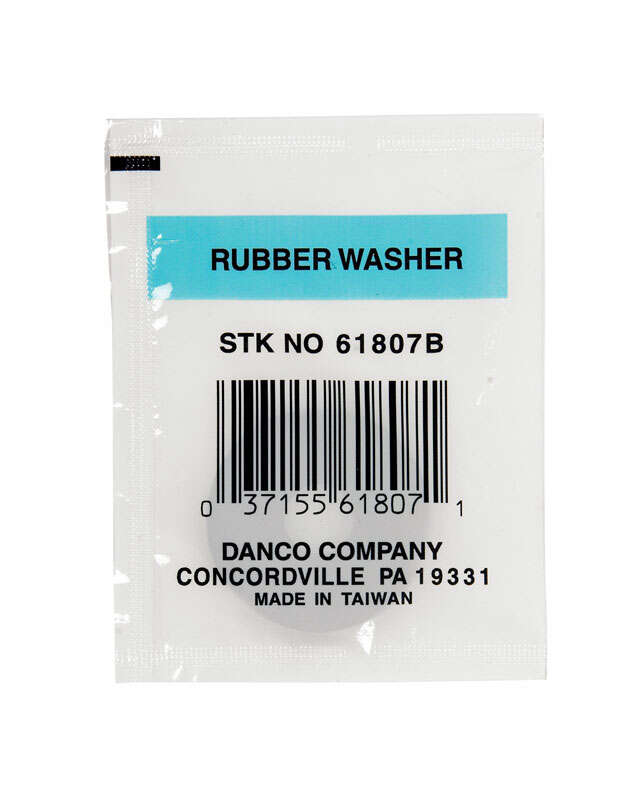 RUBBER WASHER
STK NO 61807B
0 37155 61807 1
DANCO COMPANY
CONCORDVILLE PA 19331
MADE IN TAIWAN